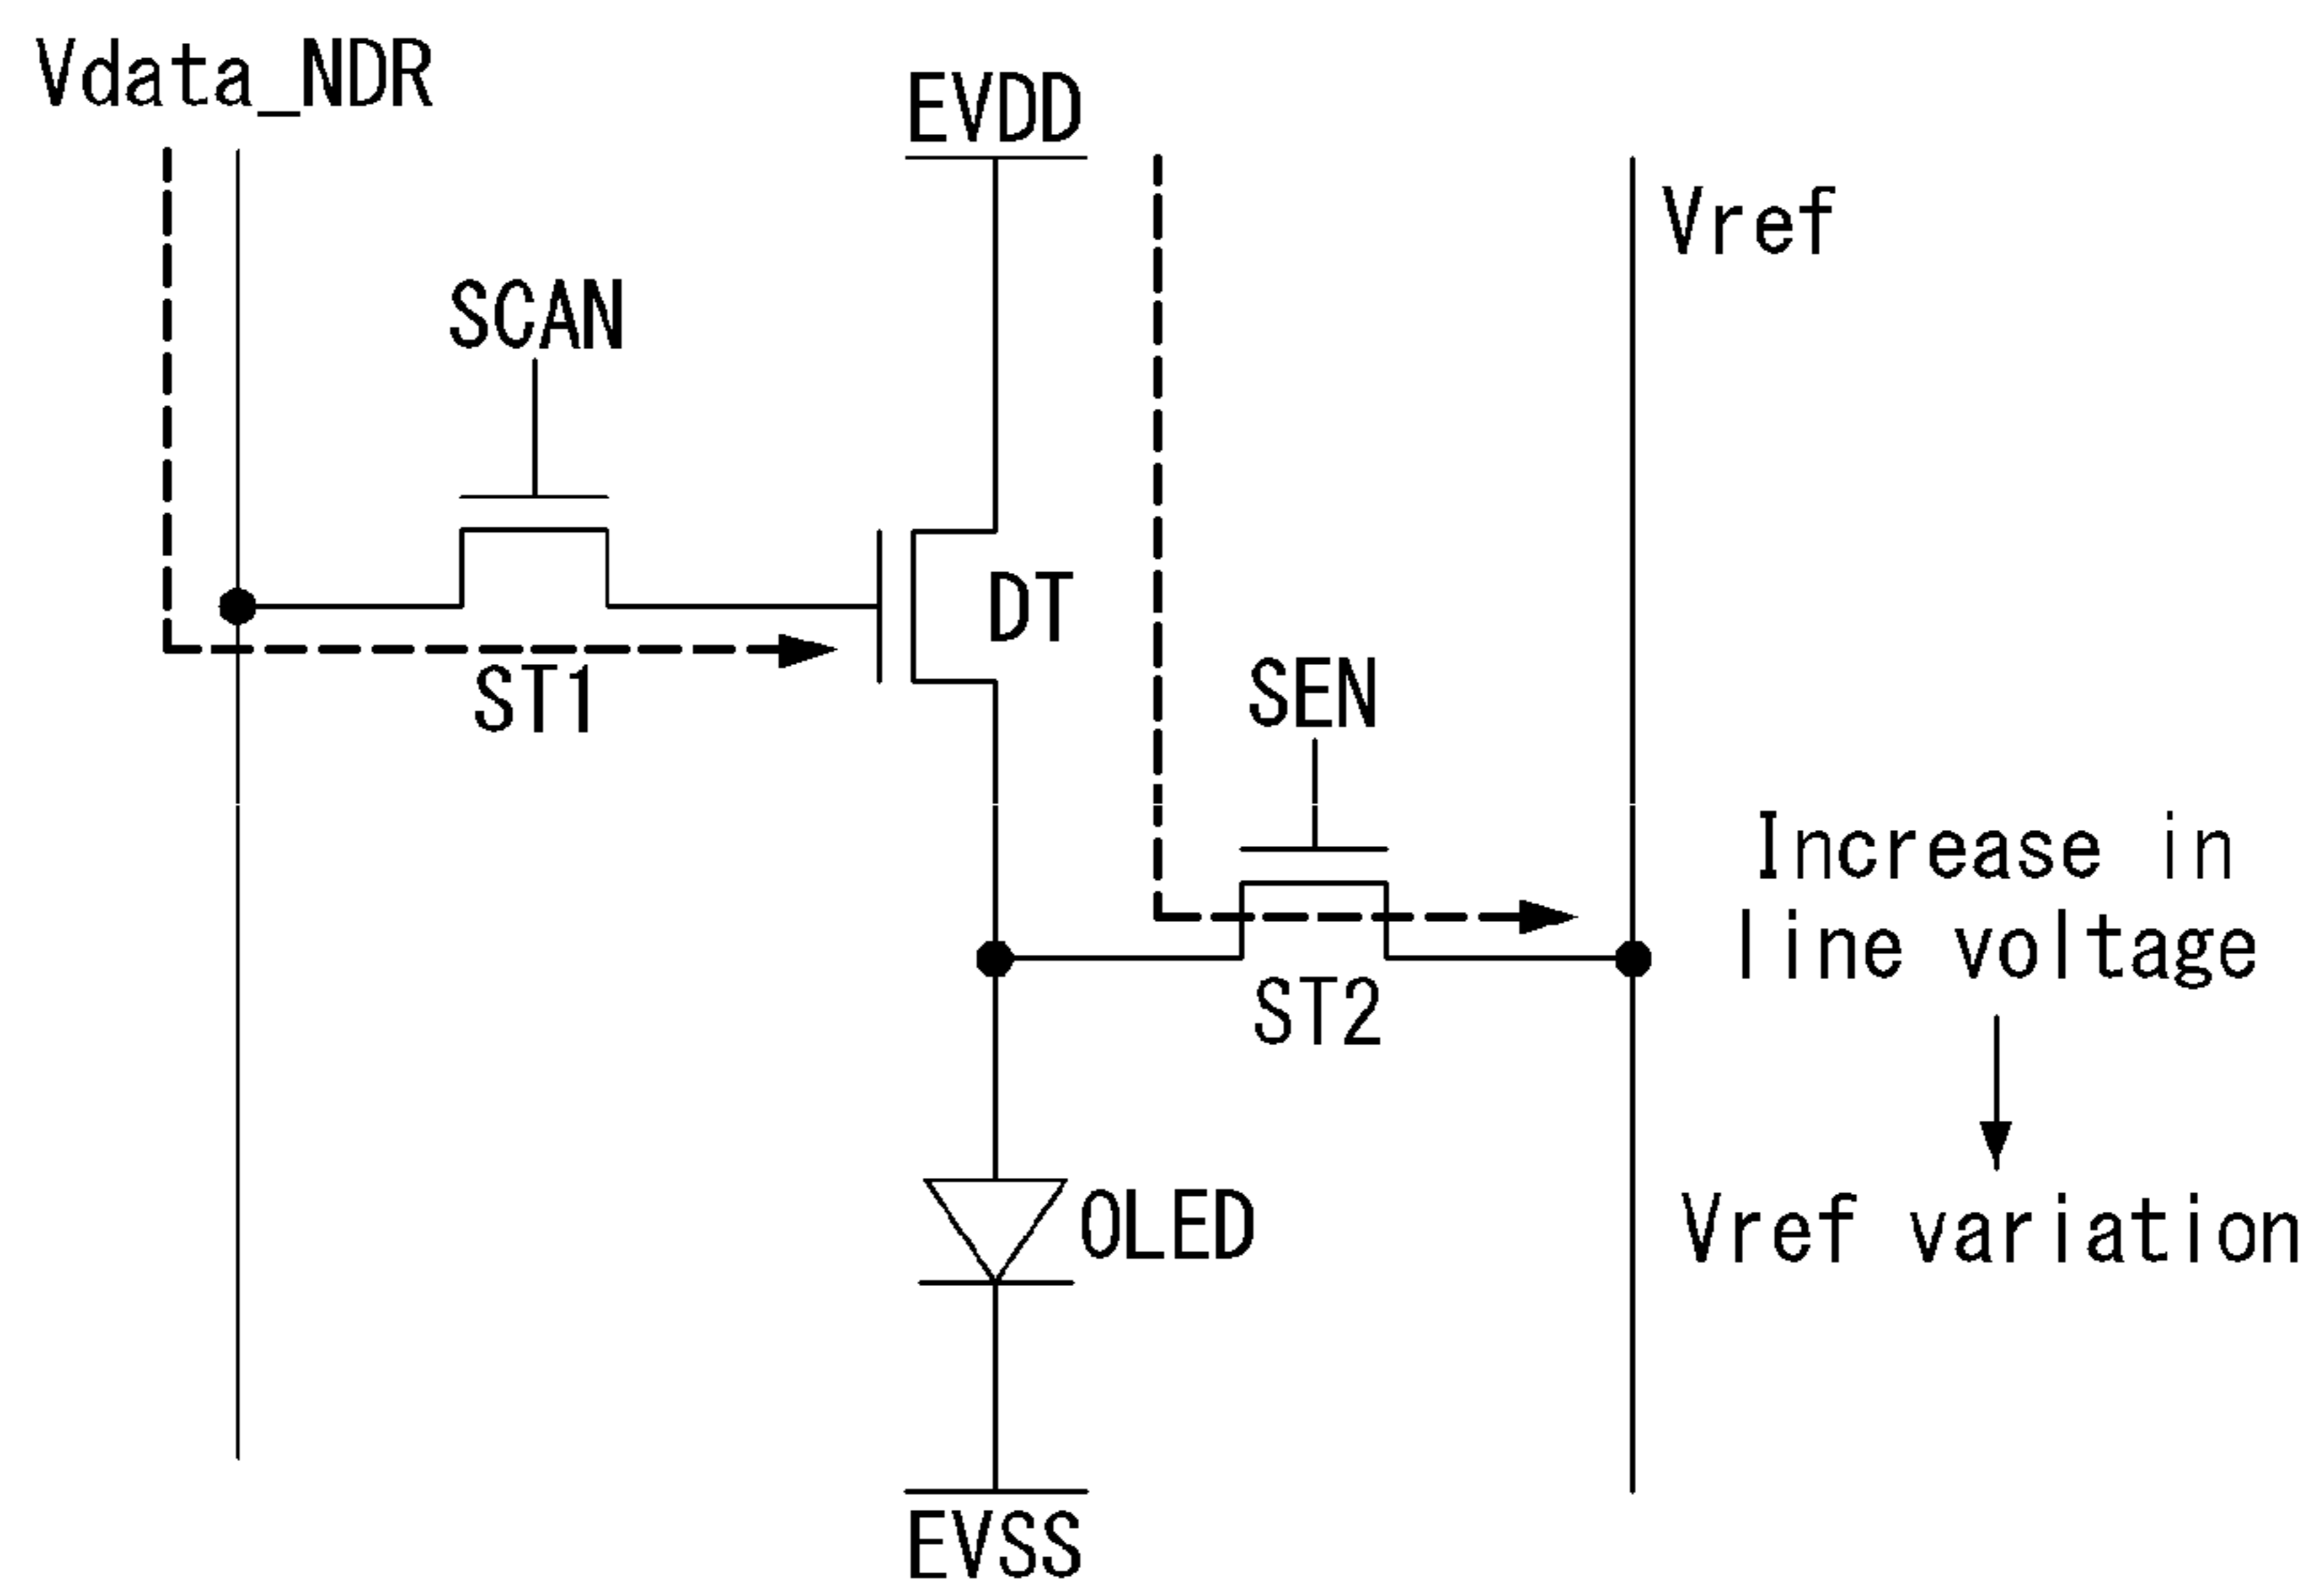 Vdata_NDR
EVDD
Vref
SCAN
DT
ST1
SEN
Increase in
line voltage
ST2
OLED
Vref variation
EVSS